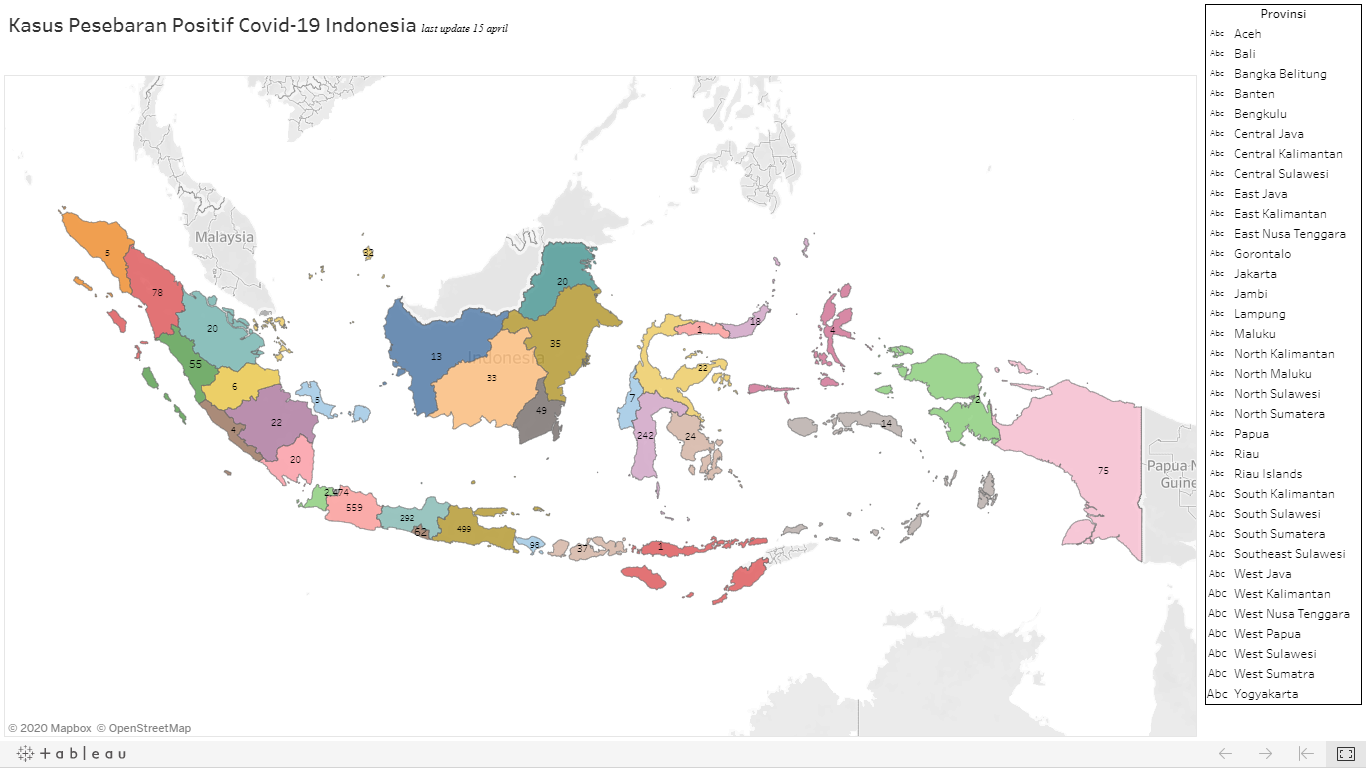 Kasus Pesebaran Positif Covid-19 Indonesia last update 15 april
Provinsi
Abc Aceh
Abc Bali
Abc Bangka Belitung
Abc Banten
Abc Bengkulu
Abc Central Java
Abc Central Kalimantan
Abc Central Sulawesi
Abc East Java
Abc East Kalimantan
Abc East Nusa Tenggara
Abc Gorontalo
Abc Jakarta
Abc Jambi
Abc Lampung
Abc Maluku
Abc North Kalimantan
Abc North Maluku
Abc North Sulawesi
Abc North Sumatera
Abc Papua
Abc Riau
Abc Riau Islands
Abc South Kalimantan
Abc South Sulawesi
Abc South Sumatera
Abc Southeast Sulawesi
Abc West Java
Abc West Kalimantan
Abc West Nusa Tenggara
Abc West Papua
Abc West Sulawesi
Abc West Sumatra
Abc Yogyakarta
Malaysia
5
32
78
20
20
18
1
4
35
13
Indonesia
55
33
22
6
5
7
2
49
22
4
14
242
24
20
Papua N
Guine
75
2,474
559
292
62
499
98
37
1
© 2020 Mapbox © OpenStreetMap
+ a b | e a u